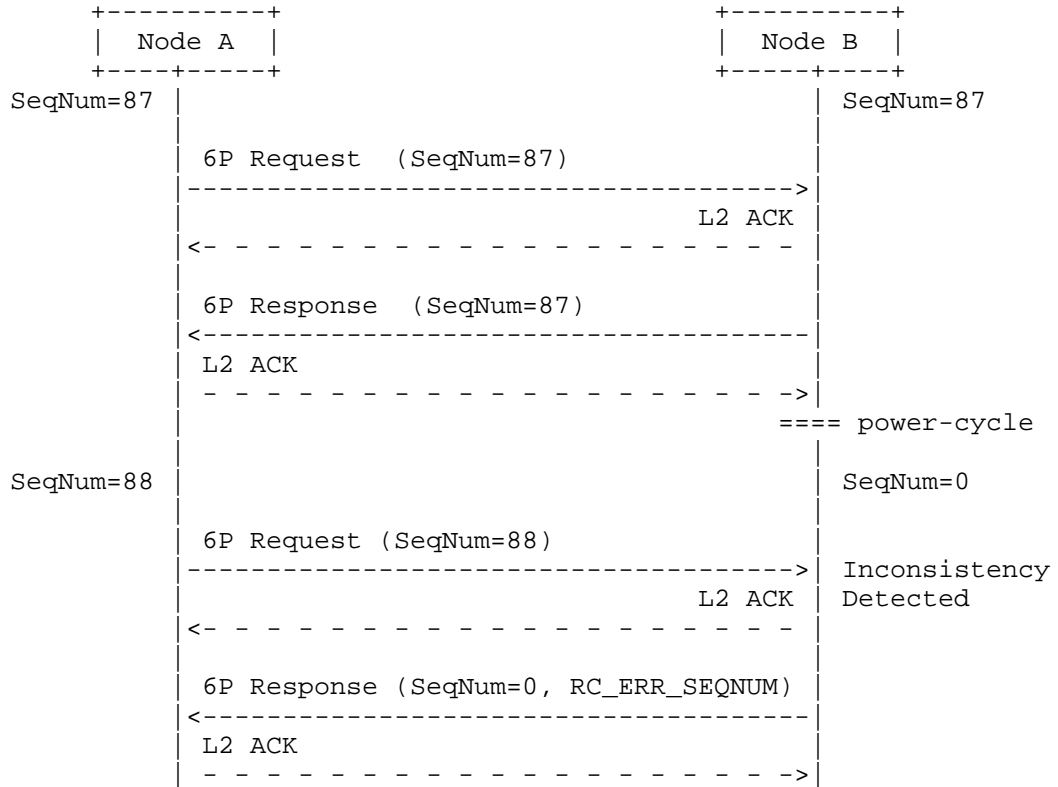 Node A Node B
SeqNum=87 SeqNum=87
6P Request (SeqNum=87)
L2 ACK
6P Response (SeqNum=87)
L2 ACK
==== power-cycle
SeqNum=88 SeqNum=0
6P Request (SeqNum=88)
Inconsistency
L2 ACK Detected
6P Response (SeqNum=0, RC_ERR_SEQNUM)
L2 ACK